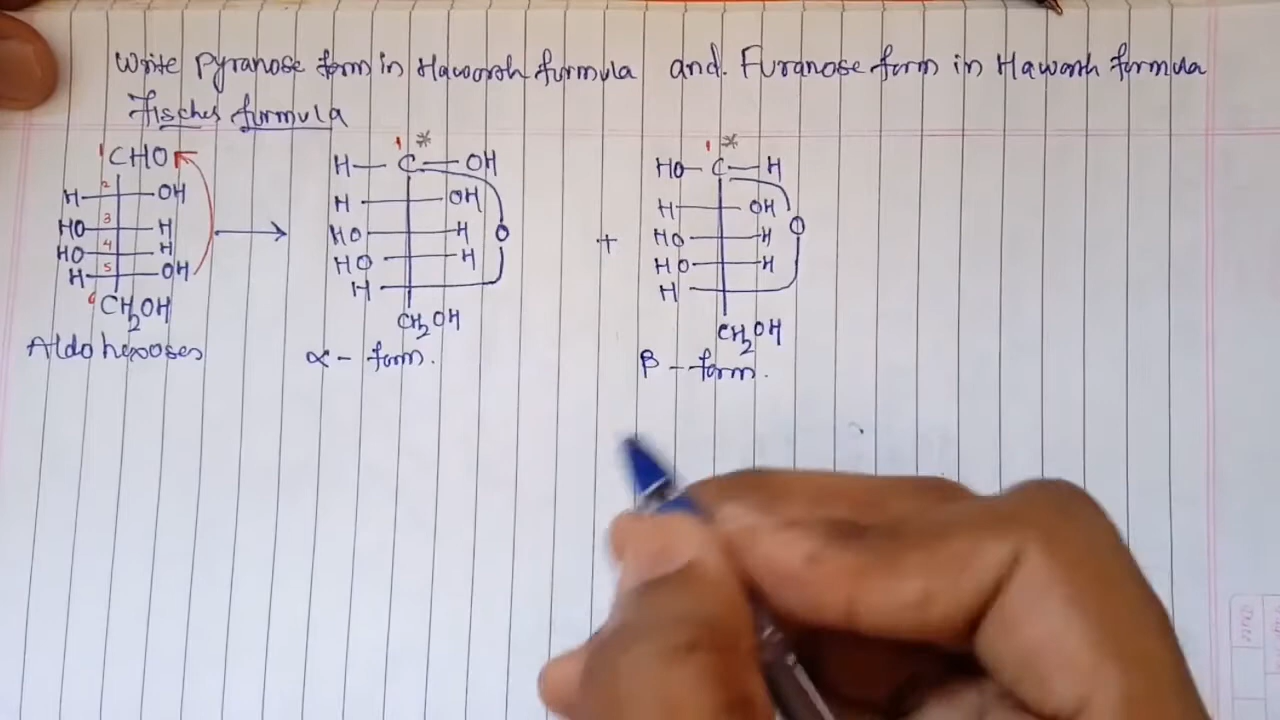 Write Pyranose form in Haworsh formula and. Furanose form in Hawarsh formula
Fischer formula
1 CHO
H 2 OH
HO 3 H
HO 4 H
H 5 OH
6 CH2OH
Aldohexoses
1 *
H C OH
H OH
HO H O
HO H
H
CH2OH
α- form.
+
1 *
HO C H
H OH
HO H O
HO H
H
CH2OH
β - form.